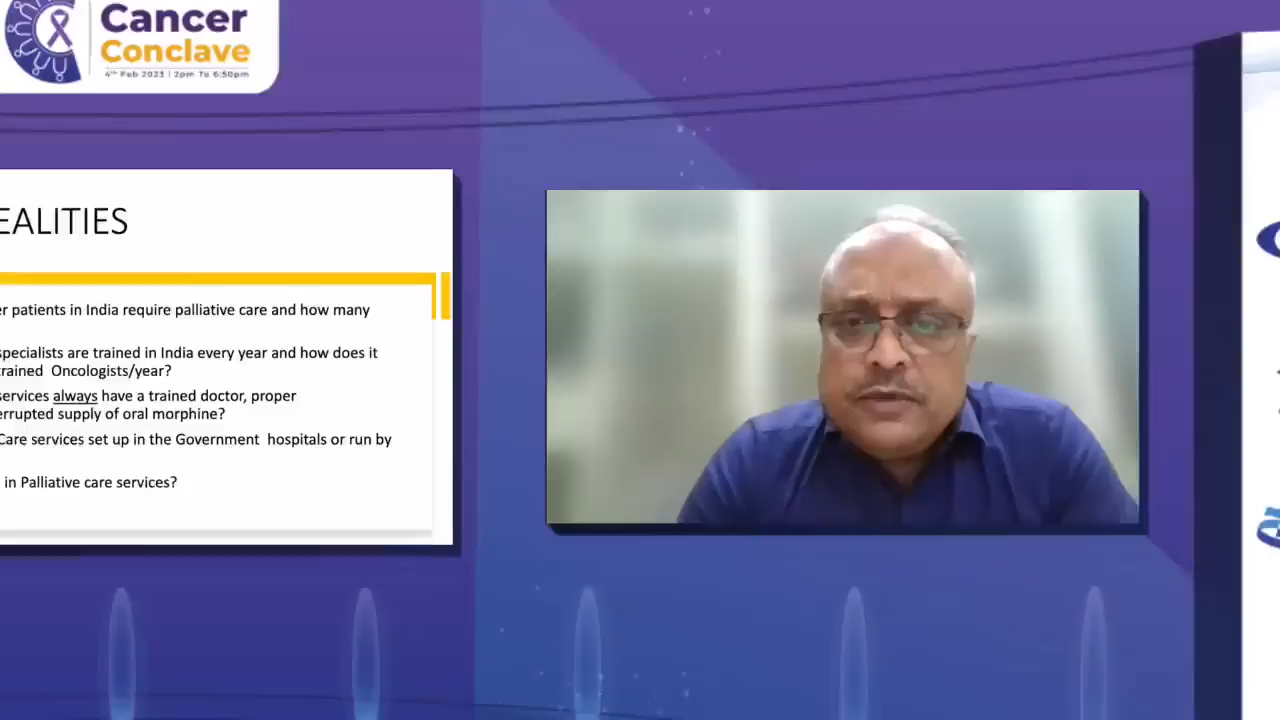 Cancer
Conclave
4th Feb 2023 | 2pm To 6:30pm
EALITIES
er patients in India require palliative care and how many
specialists are trained in India every year and how does it
trained Oncologists/year?
services always have a trained doctor, proper
errupted supply of oral morphine?
Care services set up in the Government hospitals or run by
in Palliative care services?